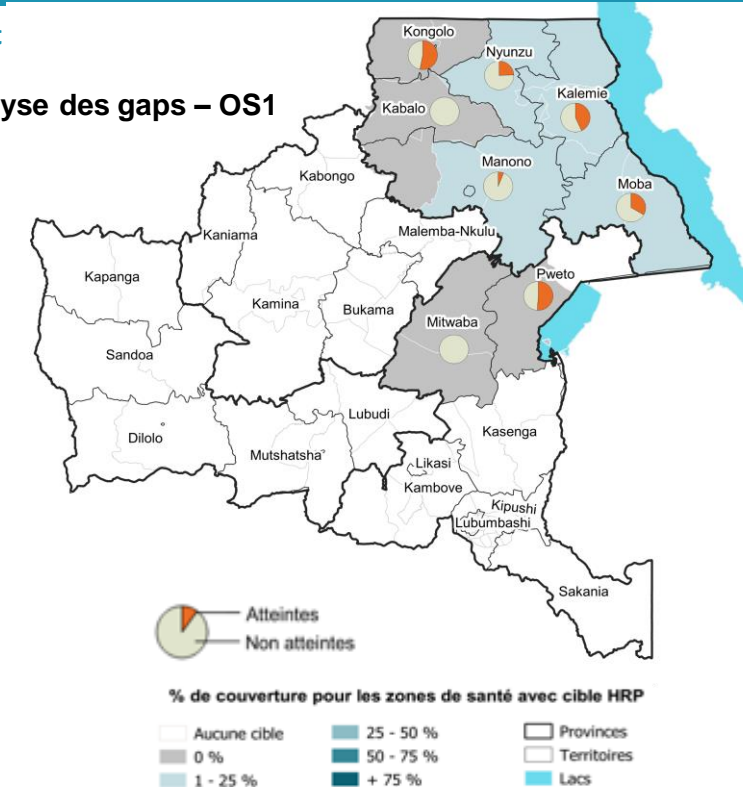 :
yse des gaps – OS1
Kongolo
Nyunzu
Kalemie
Kabalo
Manono
Moba
Kabongo
Kaniama
Malemba-Nkulu
Kapanga
Pweto
Kamina
Bukama
Mitwaba
Sandoa
Lubudi
Dilolo
Kasenga
Mutshatsha
Likasi
Kambove
Kipushi
Lubumbashi
Sakania
Atteintes
Non atteintes
% de couverture pour les zones de santé avec cible HRP
Aucune cible
25 - 50 %
Provinces
0 %
50 - 75 %
Territoires
1 - 25 %
+ 75 %
Lacs